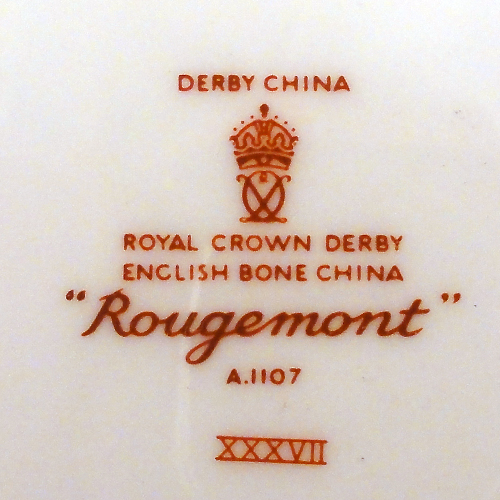 DERBY CHINA
ROYAL CROWN DERBY
ENGLISH BONE CHINA
"Rougemont"
A.1107
XXXVII